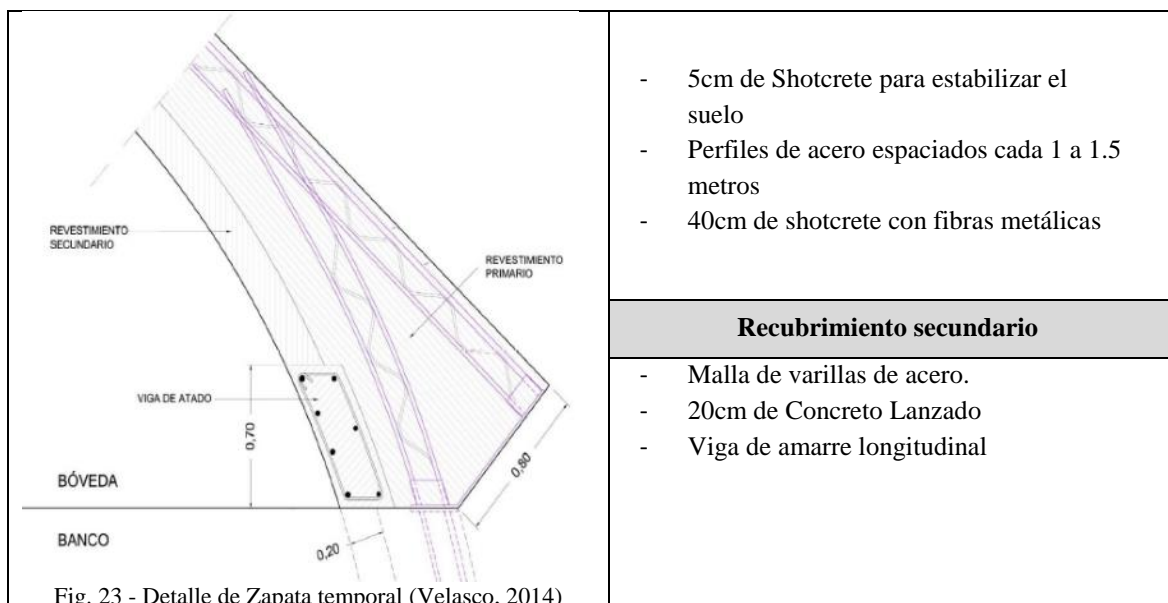 REVESTIMIENTO
SECUNDARIO
REVESTIMIENTO
PRIMARIO
VIGA DE ATADO
0,70
0,80
BÓVEDA
BANCO
0,20
Fig. 23 - Detalle de Zapata temporal (Velasco, 2014)
- 5cm de Shotcrete para estabilizar el
suelo
- Perfiles de acero espaciados cada 1 a 1.5
metros
- 40cm de shotcrete con fibras metálicas
Recubrimiento secundario
- Malla de varillas de acero.
- 20cm de Concreto Lanzado
- Viga de amarre longitudinal